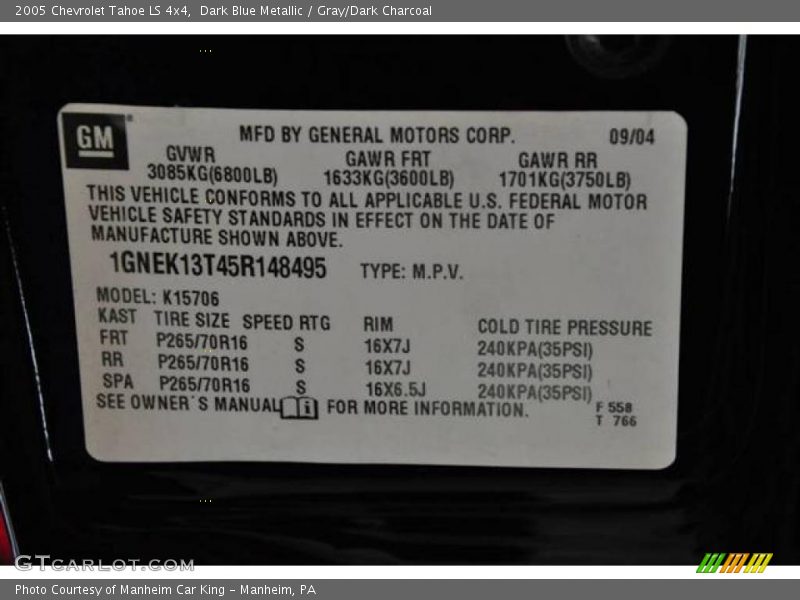 2005 Chevrolet Tahoe LS 4x4,  Dark Blue Metallic / Gray/Dark Charcoal
GM
MFD BY GENERAL MOTORS CORP. 09/04
GVWR GAWR FRT GAWR RR
3085KG(6800LB) 1633KG(3600LB) 1701KG(3750LB)
THIS VEHICLE CONFORMS TO ALL APPLICABLE U.S. FEDERAL MOTOR
VEHICLE SAFETY STANDARDS IN EFFECT ON THE DATE OF
MANUFACTURE SHOWN ABOVE.
1GNEK13T45R148495 TYPE: M.P.V.
MODEL: K15706
KAST TIRE SIZE SPEED RTG RIM COLD TIRE PRESSURE
FRT P265/70R16 S 16X7J 240KPA(35PSI)
RR P265/70R16 S 16X7J 240KPA(35PSI)
SPA P265/70R16 S 16X6.5J 240KPA(35PSI)
SEE OWNER'S MANUAL i FOR MORE INFORMATION. F 558
T 766
GTCARLOT.COM
Photo Courtesy of Manheim Car King - Manheim, PA